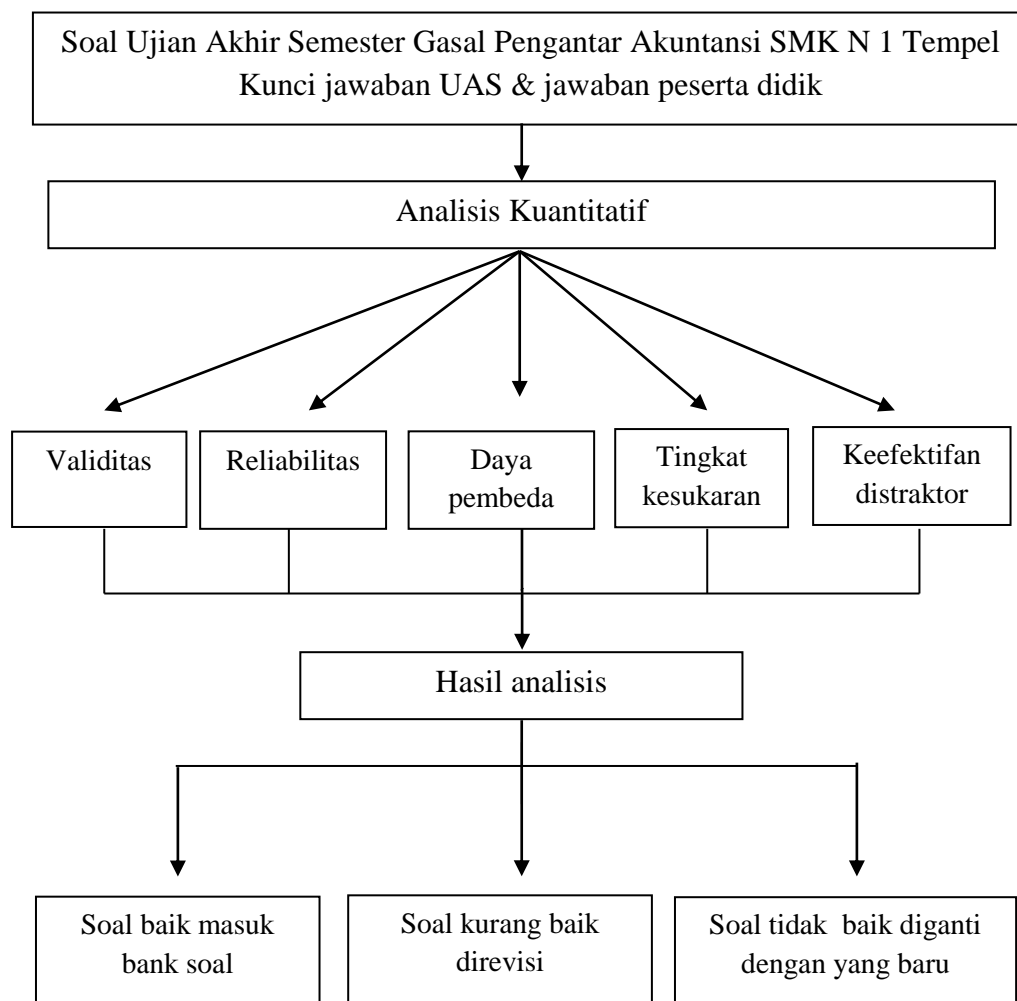 Soal Ujian Akhir Semester Gasal Pengantar Akuntansi SMK N 1 Tempel
Kunci jawaban UAS & jawaban peserta didik
Analisis Kuantitatif
Validitas
Reliabilitas
Daya
pembeda
Tingkat
kesukaran
Keefektifan
distraktor
Hasil analisis
Soal baik masuk
bank soal
Soal kurang baik
direvisi
Soal tidak baik diganti
dengan yang baru